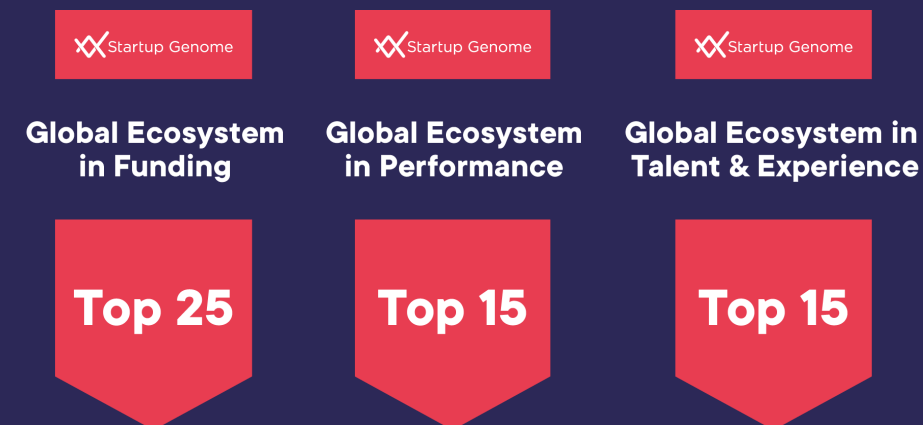 Startup Genome
Global Ecosystem
in Funding
Top 25
Startup Genome
Global Ecosystem
in Performance
Top 15
Startup Genome
Global Ecosystem in
Talent & Experience
Top 15